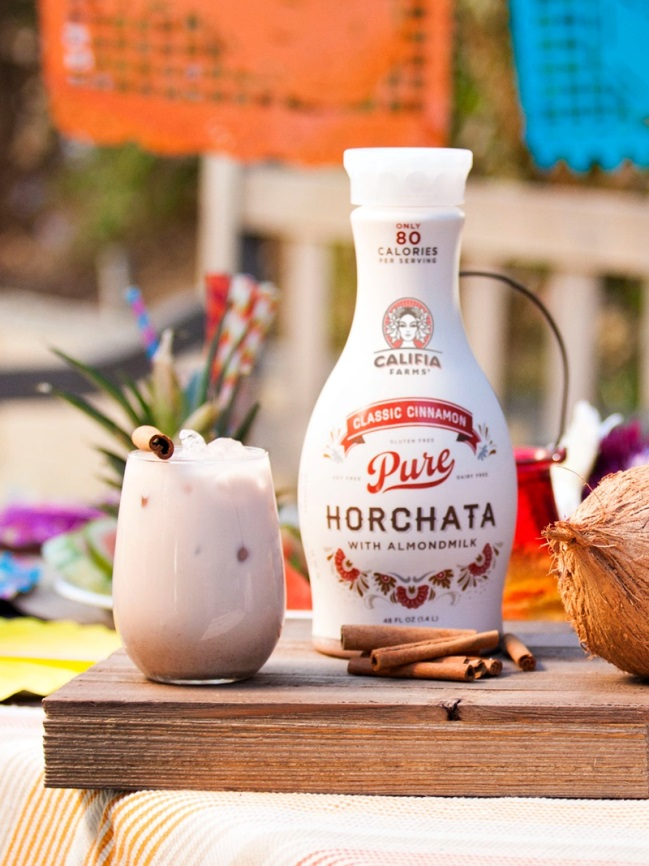 ONLY
80
CALORIES
PER SERVING
CALIFIA
FARMS®
CLASSIC CINNAMON
GLUTEN FREE
Pure
SOY FREE
DAIRY FREE
HORCHATA
WITH ALMONDMILK
48 FL OZ (1.4 L)